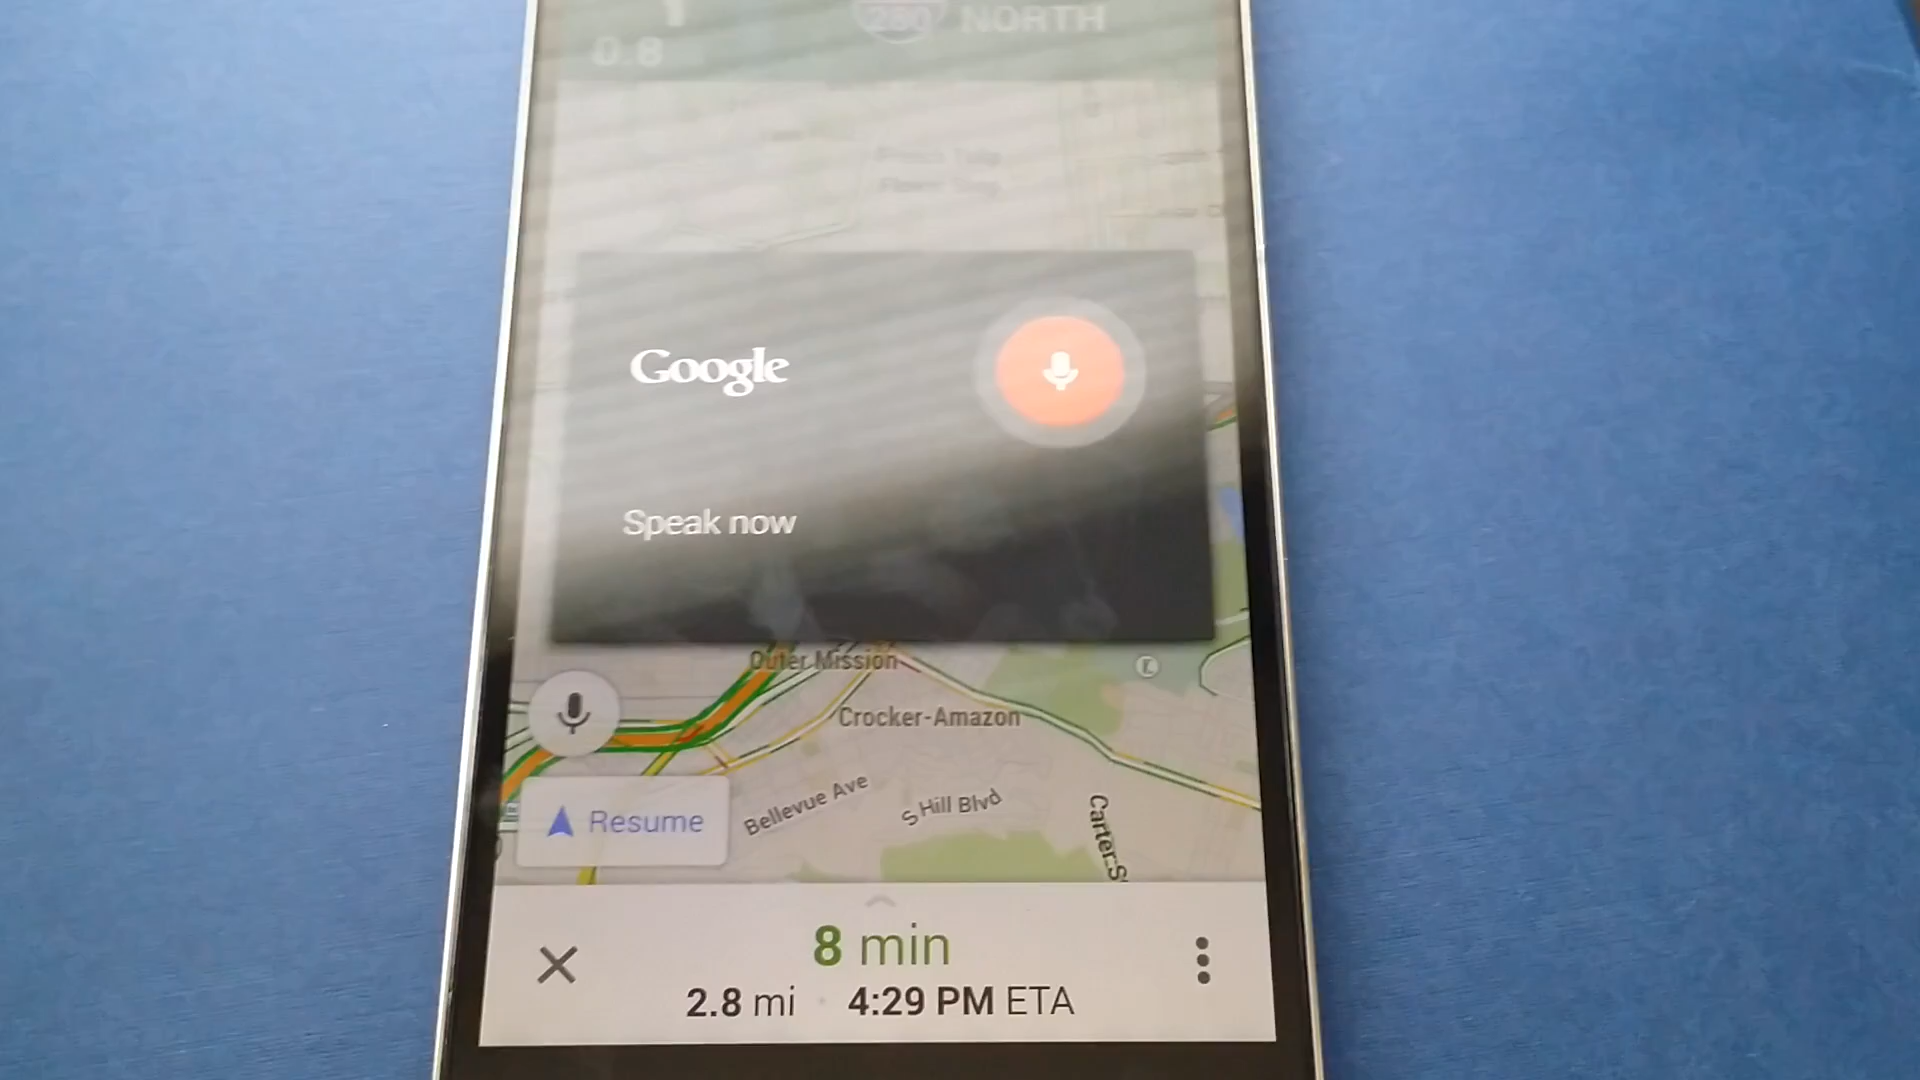 280 NORTH
0.8
Google
Speak now
Outer Mission
Crocker-Amazon
Bellevue Ave
S Hill Blvd
Carter S
Resume
8 min
2.8 mi · 4:29 PM ETA